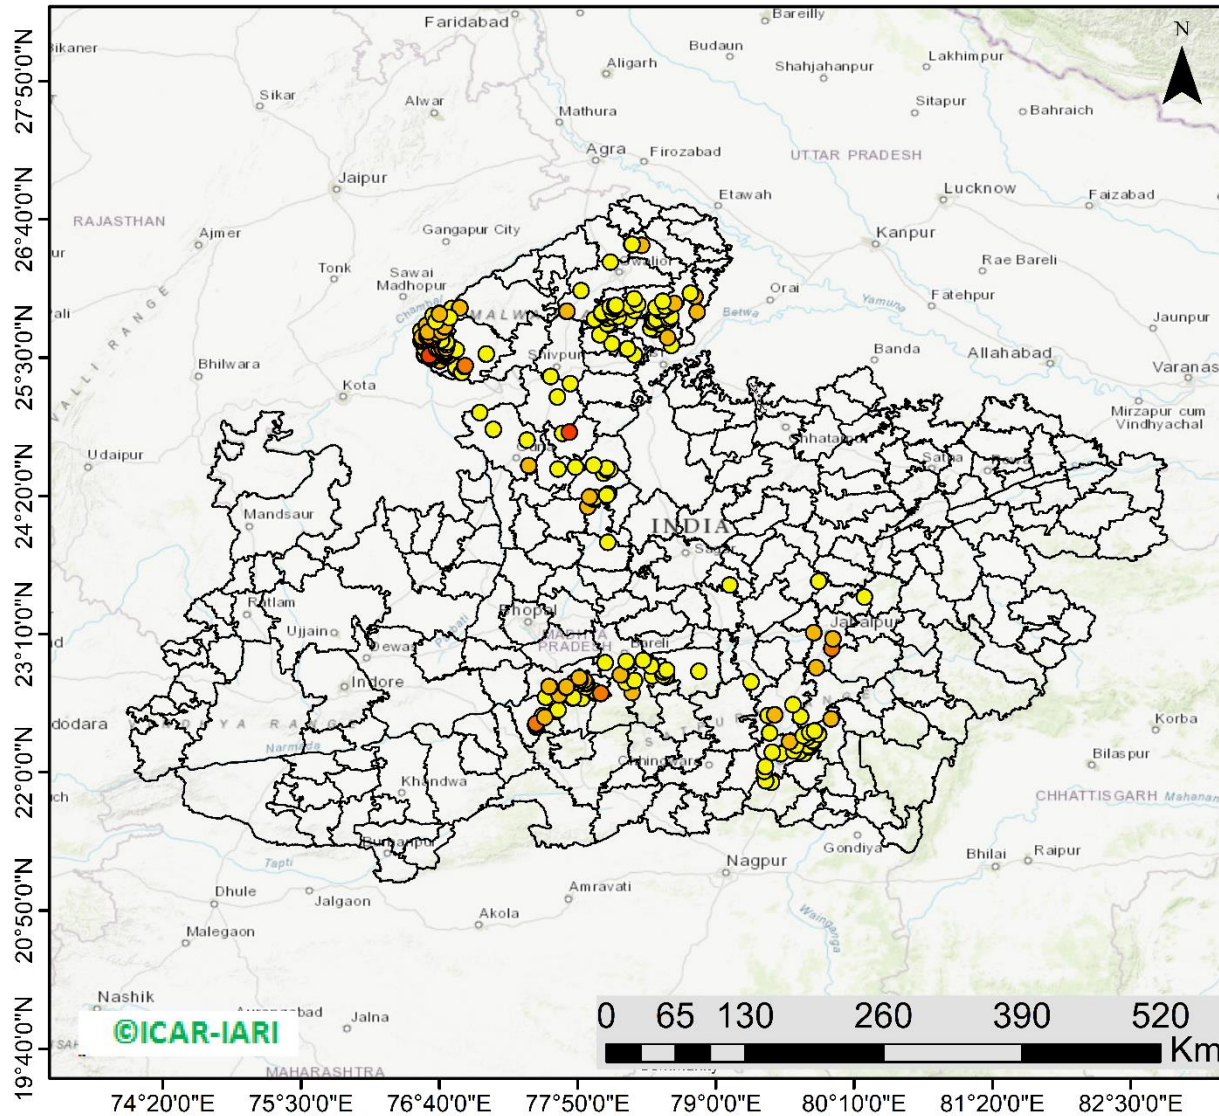 N
27°50'0"N
26°40'0"N
25°30'0"N
24°20'0"N
23°10'0"N
22°0'0"N
20°50'0"N
19°40'0"N
Faridabad
Bareilly
Bikaner
Budaun
Lakhimpur
Aligarh
Shahjahanpur
Sikar
Alwar
Mathura
Sitapur
Bahraich
Agra
Firozabad
UTTAR PRADESH
Jaipur
Etawah
Lucknow
Faizabad
RAJASTHAN
Ajmer
Gangapur City
Kanpur
Tonk
Sawai
Madhopur
Gwalior
Rae Bareli
Orai
Chambal
Yamuna
Fatehpur
Betwa
Jaunpur
Bhilwara
Shivpuri
Banda
Allahabad
Varanas
Kota
Mirzapur cum
Vindhyachal
Udaipur
Satna
Mandsaur
INDIA
Ratlam
Bhopal
Jabalpur
Ujjain
MADHYA
PRADESH
Parbati
Dewas
Bareli
Indore
dodara
Narmada
Korba
Bilaspur
Chhindwara
Khandwa
CHHATTISGARH
Mahanam
Burhanpur
Gondiya
Nagpur
Bhilai
Raipur
Tapti
Dhule
Jalgaon
Amravati
Akola
Wainganga
Malegaon
Nashik
Jalna
©ICAR-IARI
MAHARASHTRA
0 65 130 260 390 520
Km
74°20'0"E 75°30'0"E 76°40'0"E 77°50'0"E 79°0'0"E 80°10'0"E 81°20'0"E 82°30'0"E